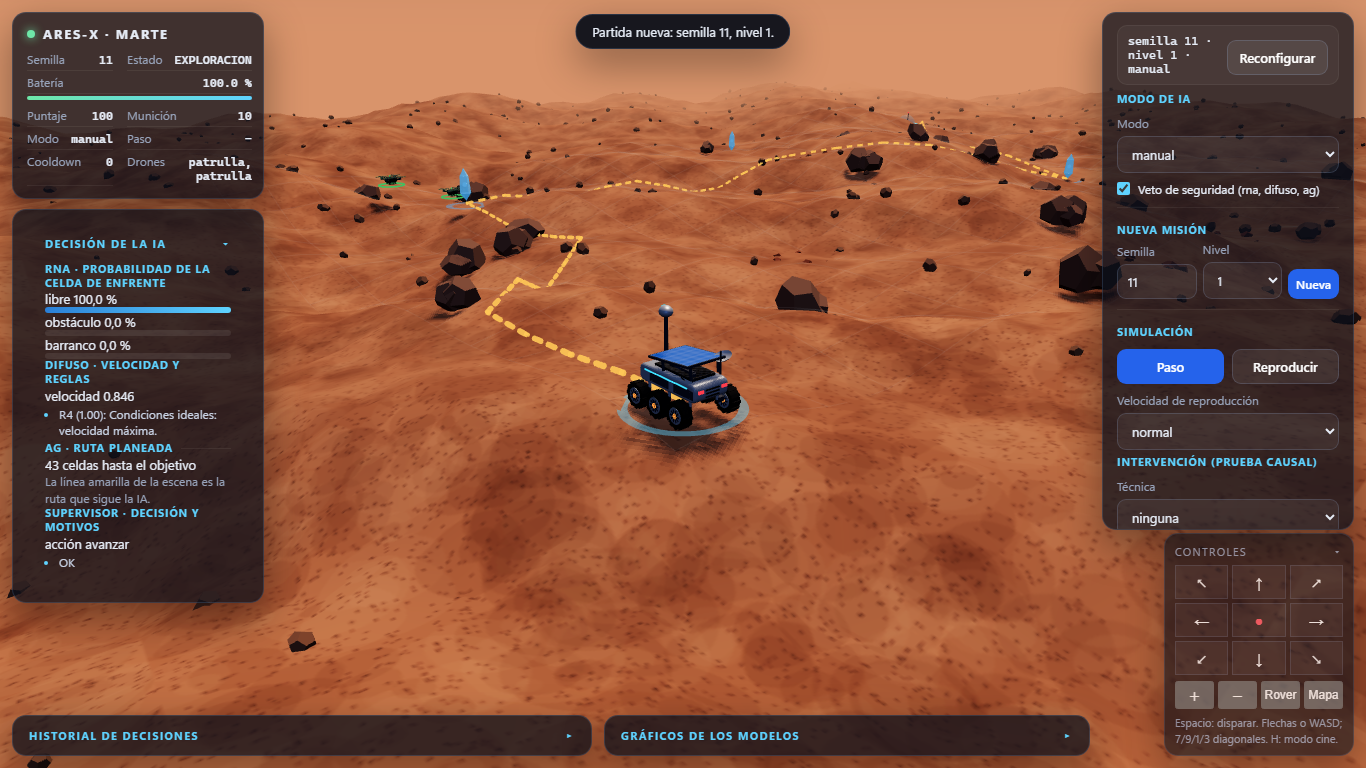 ARES-X · MARTE
Semilla 11 Estado EXPLORACION
Batería 100.0 %
Puntaje 100 Munición 10
Modo manual Paso –
Cooldown 0 Drones patrulla,
patrulla
DECISIÓN DE LA IA
RNA · PROBABILIDAD DE LA
CELDA DE ENFRENTE
libre 100,0 %
obstáculo 0,0 %
barranco 0,0 %
DIFUSO · VELOCIDAD Y
REGLAS
velocidad 0.846
• R4 (1.00): Condiciones ideales:
velocidad máxima.
AG · RUTA PLANEADA
43 celdas hasta el objetivo
La línea amarilla de la escena es la
ruta que sigue la IA.
SUPERVISOR · DECISIÓN Y
MOTIVOS
acción avanzar
• OK
Partida nueva: semilla 11, nivel 1.
semilla 11 ·
nivel 1 ·
manual
Reconfigurar
MODO DE IA
Modo
manual
Veto de seguridad (rna, difuso, ag)
NUEVA MISIÓN
Semilla Nivel
11 1 Nueva
SIMULACIÓN
Paso Reproducir
Velocidad de reproducción
normal
INTERVENCIÓN (PRUEBA CAUSAL)
Técnica
ninguna
CONTROLES
↖ ↑ ↗
← ● →
↙ ↓ ↘
+ − Rover Mapa
Espacio: disparar. Flechas o WASD;
7/9/1/3 diagonales. H: modo cine.
HISTORIAL DE DECISIONES
GRÁFICOS DE LOS MODELOS